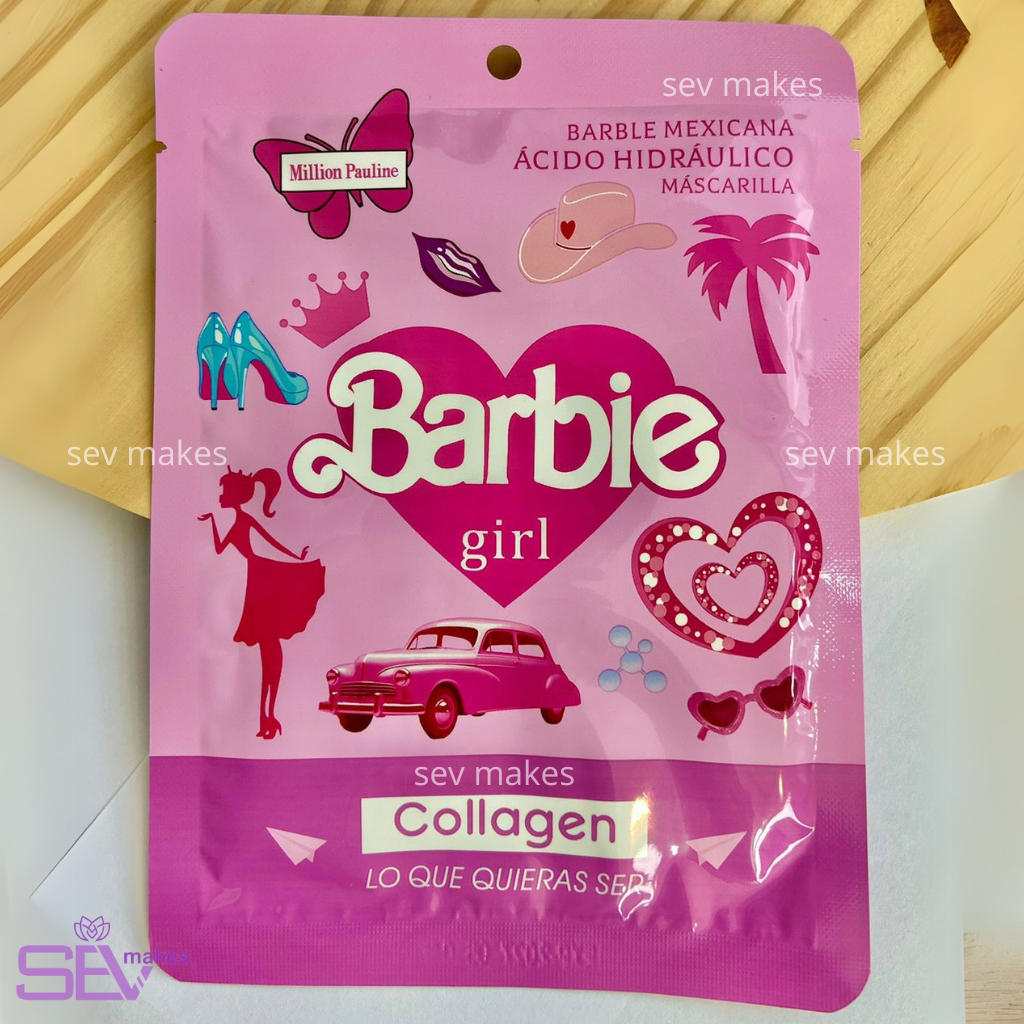 sev makes
BARBLE MEXICANA
ÁCIDO HIDRÁULICO
MÁSCARILLA
Million Pauline
Barbie
girl
sev makes
sev makes
sev makes
Collagen
LO QUE QUIERAS SER
SEV makes